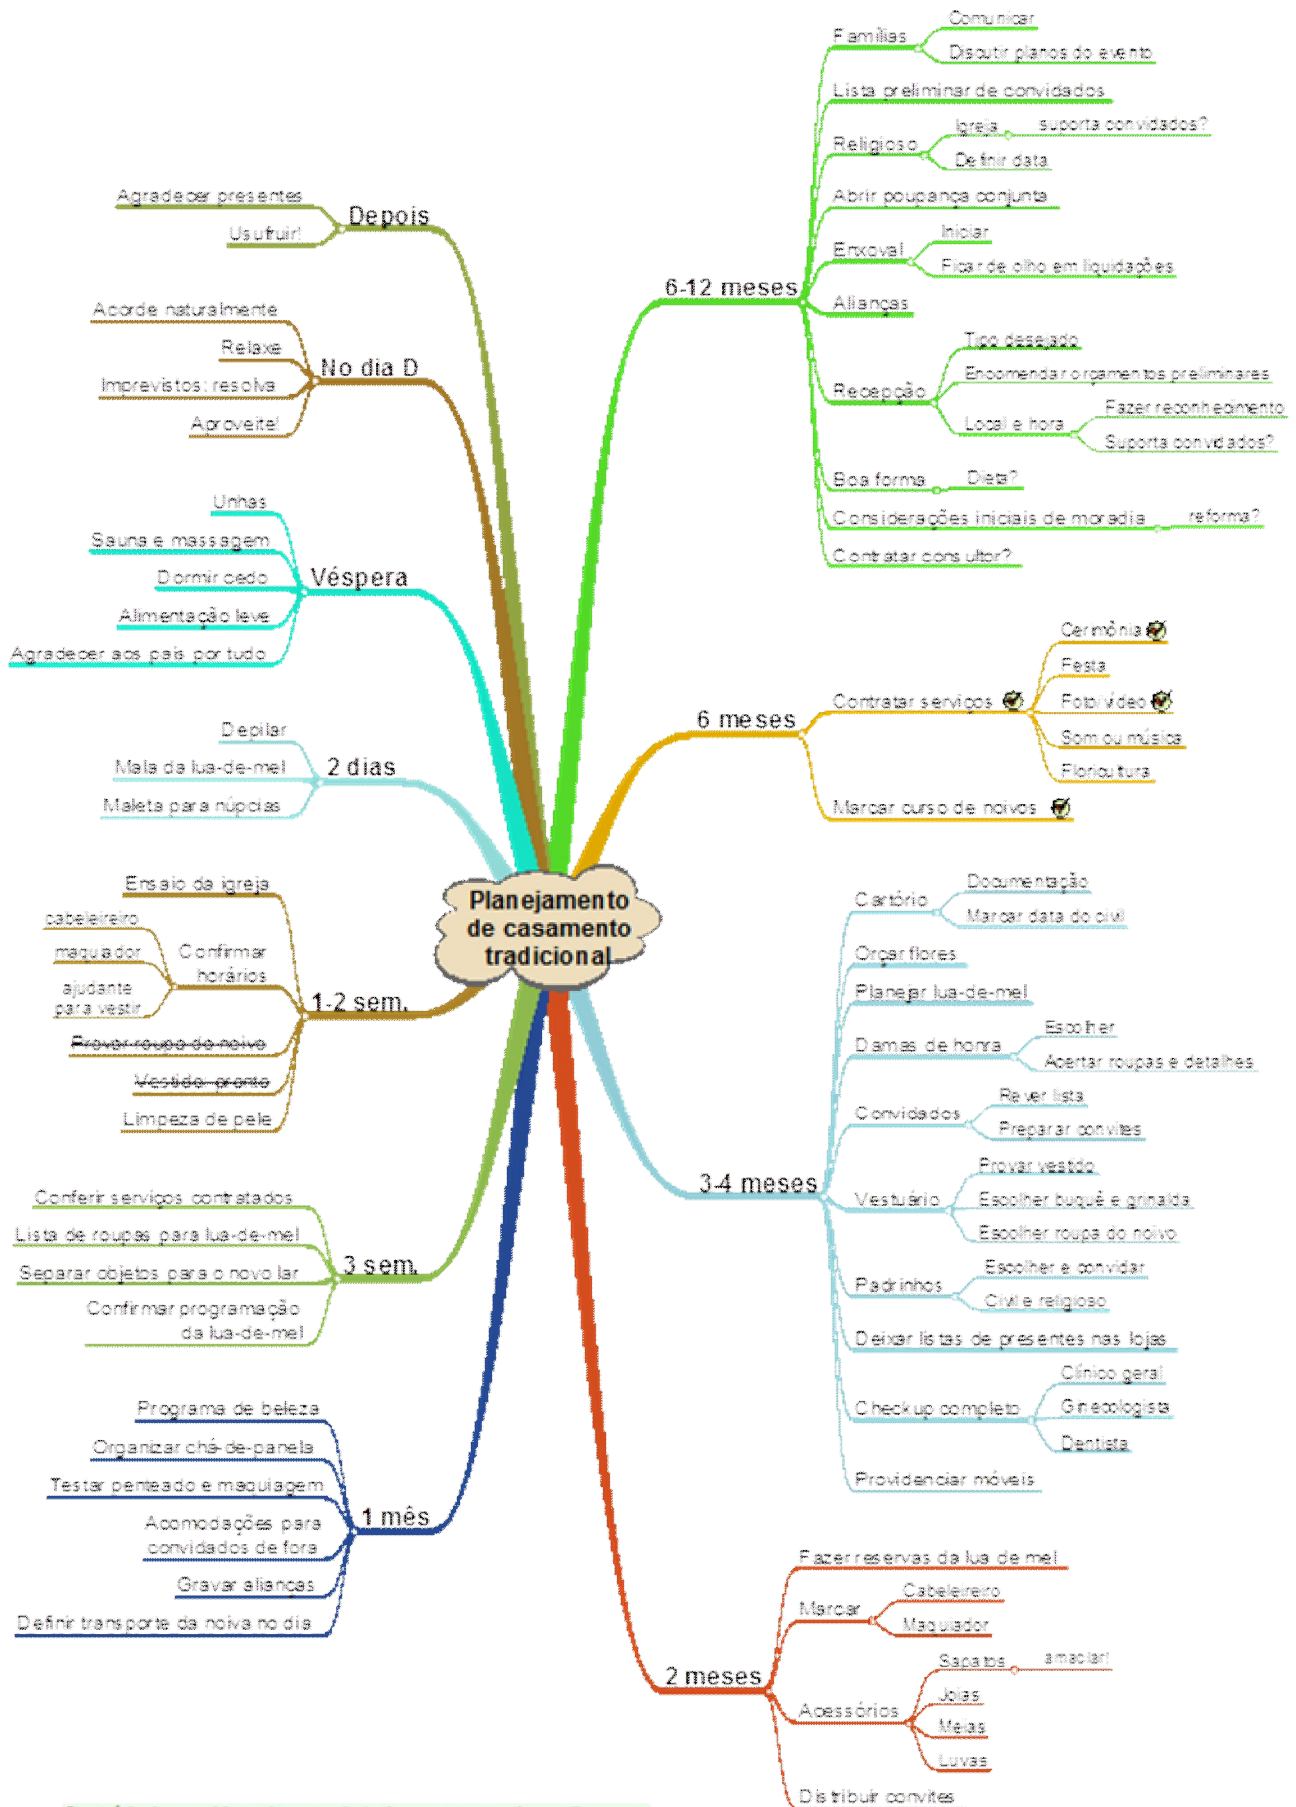 Planejamento
de casamento
tradicional
6-12 meses
Famílias
Comunicar
Discutir planos do evento
Lista preliminar de convidados
Religioso
Igreja
suporta convidados?
Definir data
Abrir poupança conjunta
Enxoval
Iniciar
Ficar de olho em liquidações
Alianças
Recepção
Tipo desejado
Encomendar orçamentos preliminares
Local e hora
Fazer reconhecimento
Suporta convidados?
Boa forma
Dieta?
Considerações iniciais de moradia
reforma?
Contratar consultor?
6 meses
Contratar serviços
Cerimônia
Festa
Foto/vídeo
Som ou música
Floricultura
Marcar curso de noivos
3-4 meses
Cartório
Documentação
Marcar data do civil
Orçar flores
Planejar lua-de-mel
Damas de honra
Escolher
Acertar roupas e detalhes
Convidados
Rever lista
Preparar convites
Vestuário
Provar vestido
Escolher buquê e grinalda
Escolher roupa do noivo
Padrinhos
Escolher e convidar
Civil e religioso
Deixar listas de presentes nas lojas
Checkup completo
Clínico geral
Ginecologista
Dentista
Providenciar móveis
2 meses
Fazer reservas da lua de mel
Marcar
Cabeleireiro
Maquiador
Acessórios
Sapatos
amaciar!
Joias
Meias
Luvas
Distribuir convites
1 mês
Programa de beleza
Organizar chá-de-panela
Testar penteado e maquiagem
Acomodações para
convidados de fora
Gravar alianças
Definir transporte da noiva no dia
3 sem.
Conferir serviços contratados
Lista de roupas para lua-de-mel
Separar objetos para o novo lar
Confirmar programação
da lua-de-mel
1-2 sem.
Ensaio da igreja
Confirmar
horários
cabeleireiro
maquiador
ajudante
para vestir
Provar roupa do noivo
Vestido: pronto
Limpeza de pele
2 dias
Depilar
Mala da lua-de-mel
Maleta para núpcias
Véspera
Unhas
Sauna e massagem
Dormir cedo
Alimentação leve
Agradecer aos pais por tudo
No dia D
Acorde naturalmente
Relaxe
Imprevistos: resolva
Aproveite!
Depois
Agradecer presentes
Usufruir!